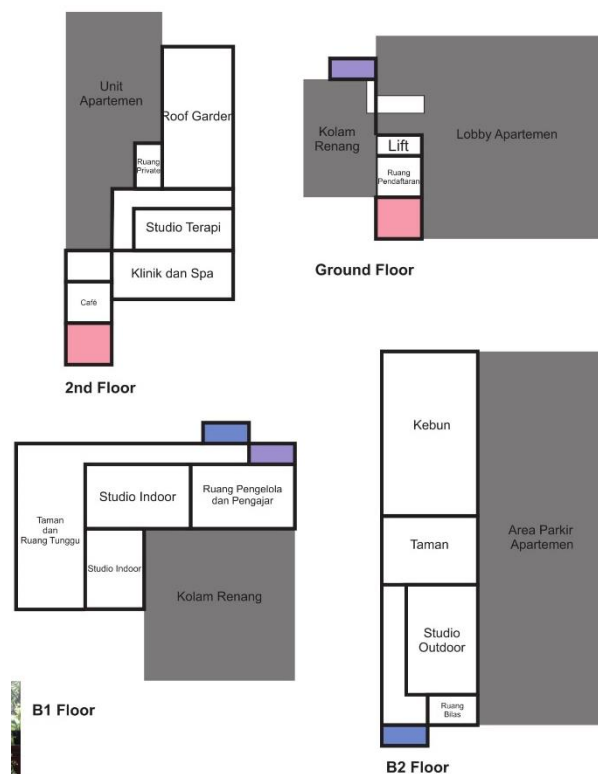 Unit
Apartemen
Roof Garden
Ruang
Private
Studio Terapi
Klinik dan Spa
Café
2nd Floor
Kolam
Renang
Lobby Apartemen
Lift
Ruang
Pendaftaran
Ground Floor
Taman
dan
Ruang Tunggu
Studio Indoor
Ruang Pengelola
dan Pengajar
Studio Indoor
Kolam Renang
B1 Floor
Kebun
Taman
Area Parkir
Apartemen
Studio
Outdoor
Ruang
Bilas
B2 Floor